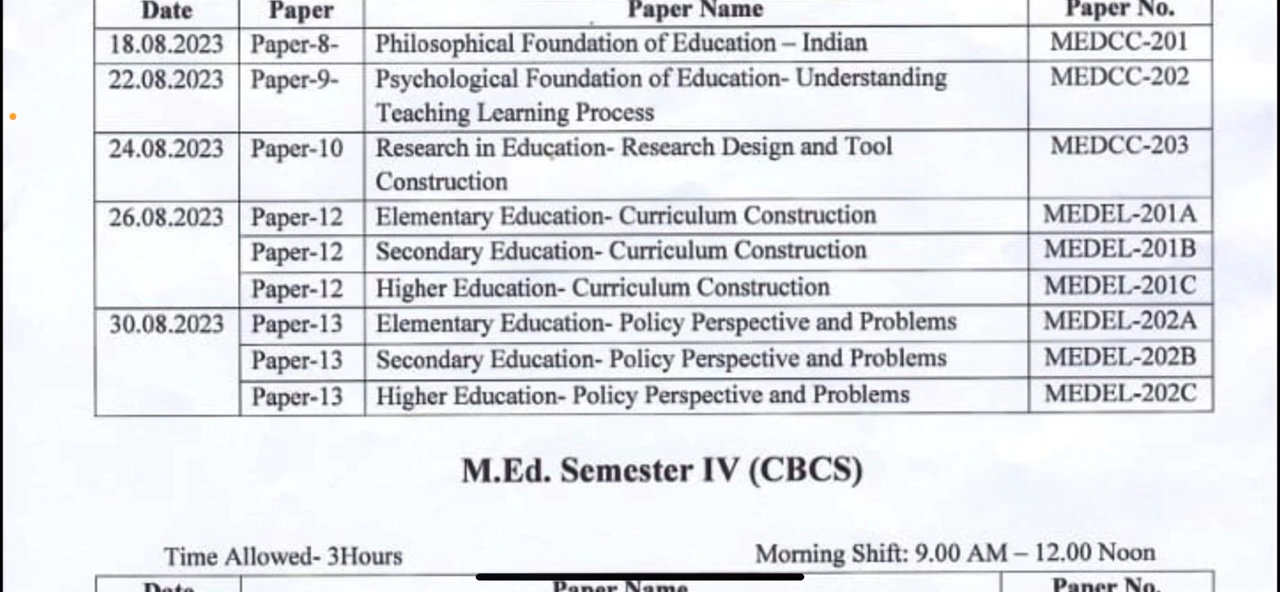 Date Paper Paper Name Paper No.
18.08.2023 Paper-8- Philosophical Foundation of Education – Indian MEDCC-201
22.08.2023 Paper-9- Psychological Foundation of Education- Understanding MEDCC-202
Teaching Learning Process
24.08.2023 Paper-10 Research in Education- Research Design and Tool MEDCC-203
Construction
26.08.2023 Paper-12 Elementary Education- Curriculum Construction MEDEL-201A
Paper-12 Secondary Education- Curriculum Construction MEDEL-201B
Paper-12 Higher Education- Curriculum Construction MEDEL-201C
30.08.2023 Paper-13 Elementary Education- Policy Perspective and Problems MEDEL-202A
Paper-13 Secondary Education- Policy Perspective and Problems MEDEL-202B
Paper-13 Higher Education- Policy Perspective and Problems MEDEL-202C
M.Ed. Semester IV (CBCS)
Time Allowed- 3Hours Morning Shift: 9.00 AM – 12.00 Noon
Date Paper Name Paper No.